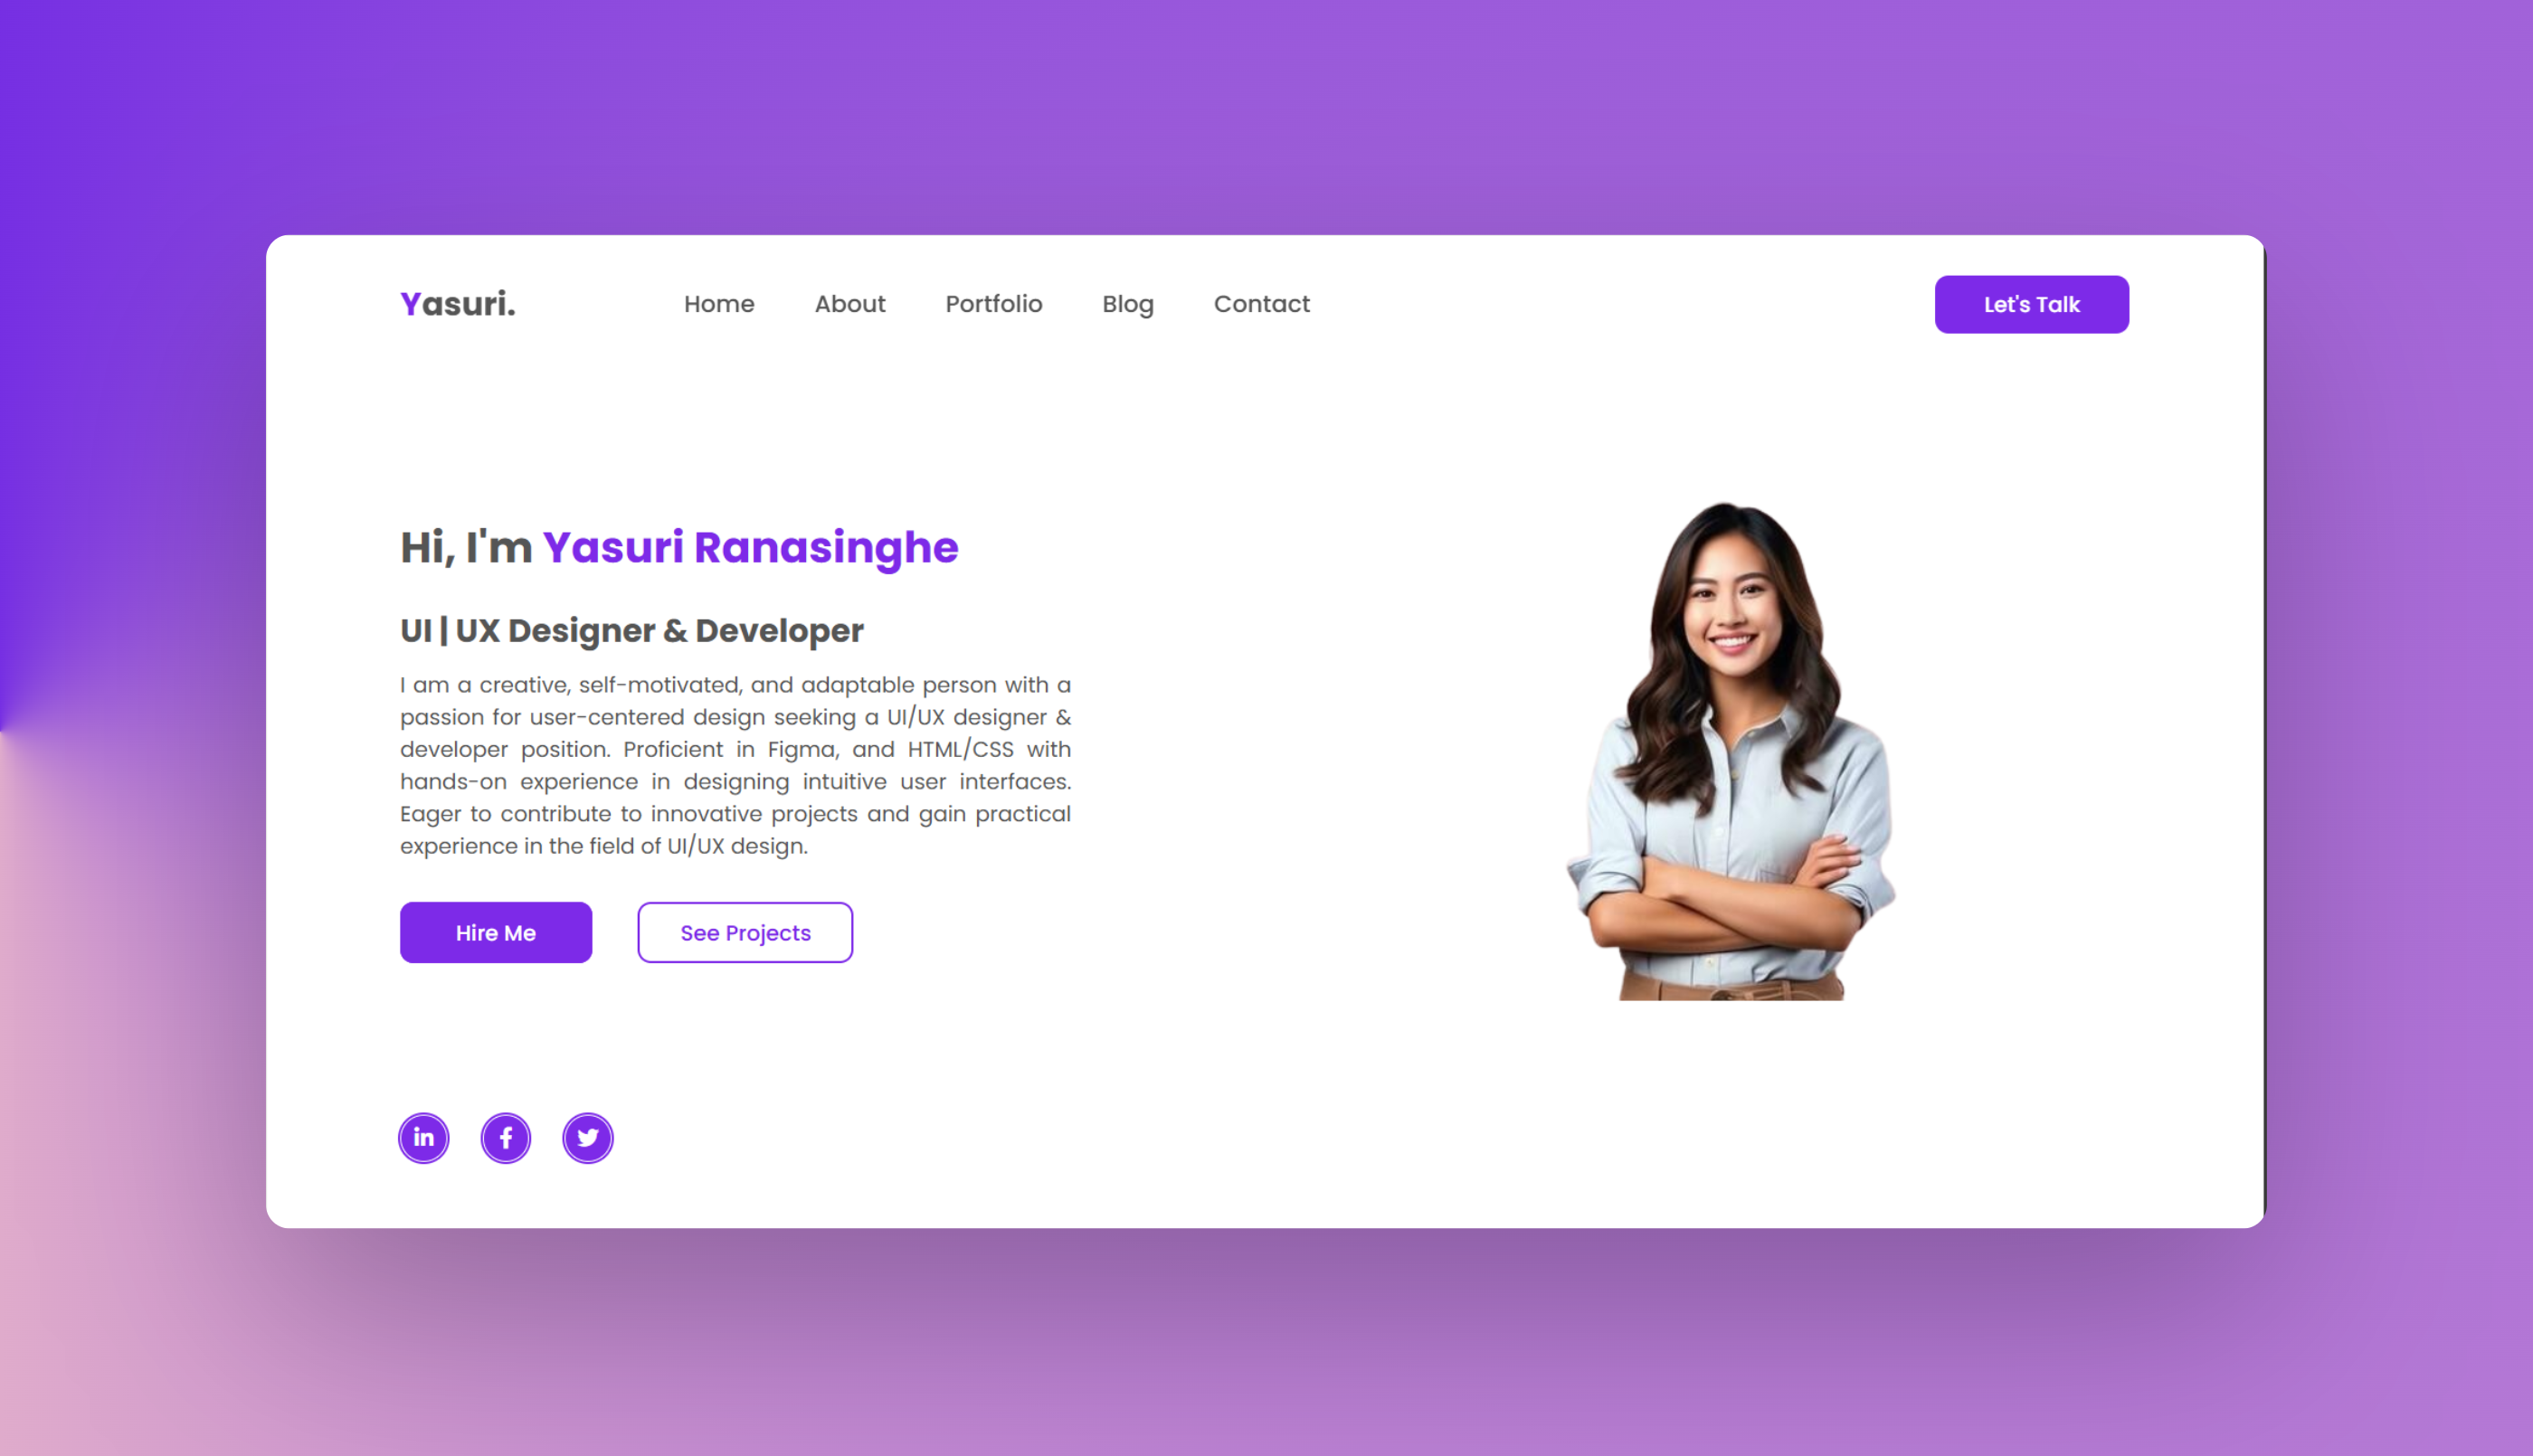 Yasuri.
Home About Portfolio Blog Contact
Let's Talk
Hi, I'm Yasuri Ranasinghe
UI | UX Designer & Developer
I am a creative, self-motivated, and adaptable person with a
passion for user-centered design seeking a UI/UX designer &
developer position. Proficient in Figma, and HTML/CSS with
hands-on experience in designing intuitive user interfaces.
Eager to contribute to innovative projects and gain practical
experience in the field of UI/UX design.
Hire Me
See Projects
in f